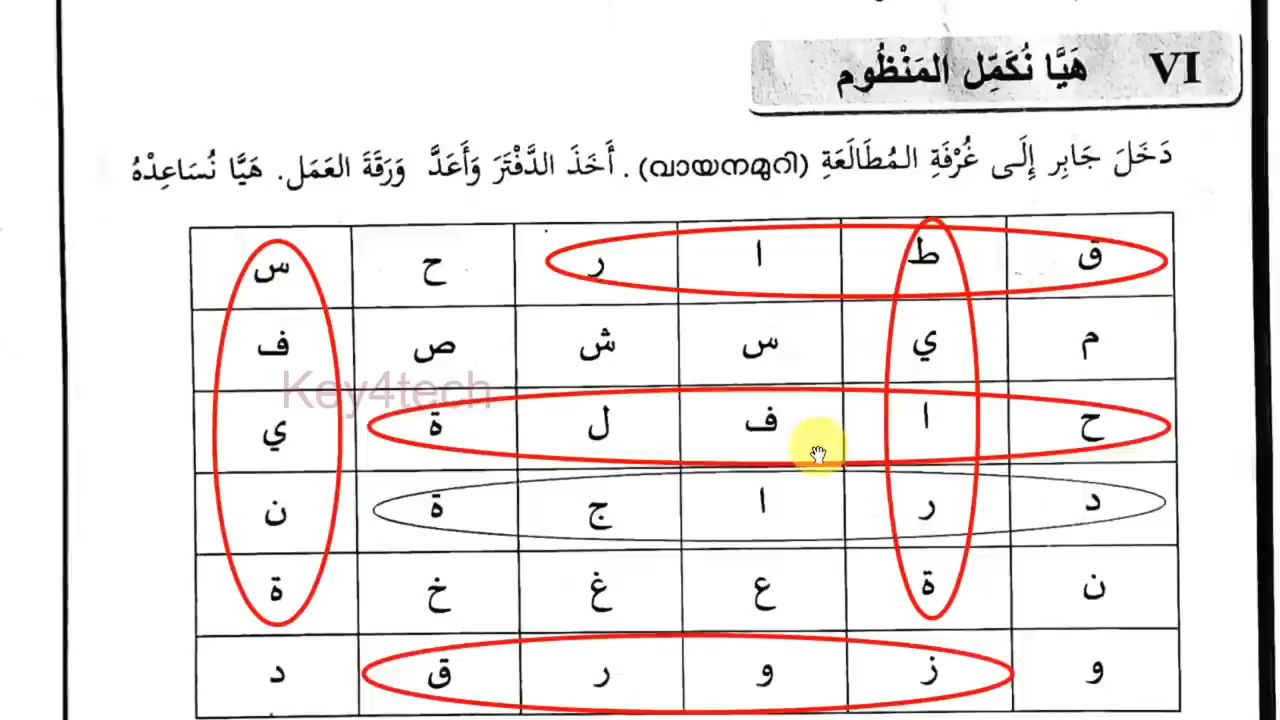 VI هَيَّا نُكَمِّل المَنْظُوم
دَخَلَ جَابِر إِلَى غُرْفَةِ المُطَالَعَةِ (വായനമുറി) . أَخَذَ الدَّفْتَرَ وَأَعَدَّ وَرَقَةَ العَمَل. هَيَّا نُسَاعِدْهُ
ق ط ا ر ح س
م ي س ش ص ف
Key4tech
ح ا ف ل ة ي
د ر ا ج ة ن
ن ة ع غ خ ة
و ز و ر ق د